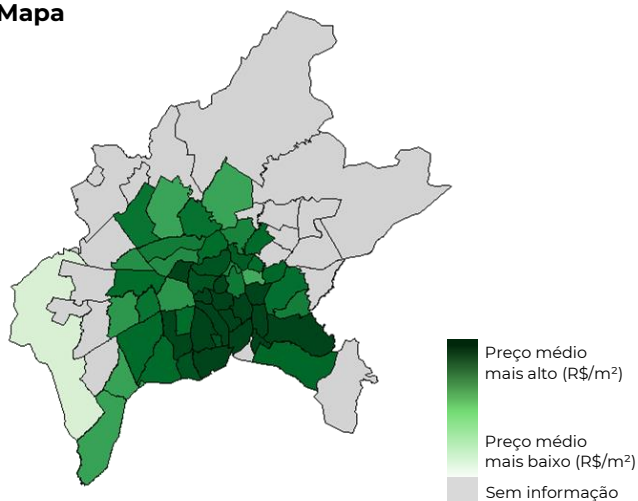 Mapa
Preço médio
mais alto (R$/m²)
Preço médio
mais baixo (R$/m²)
Sem informação